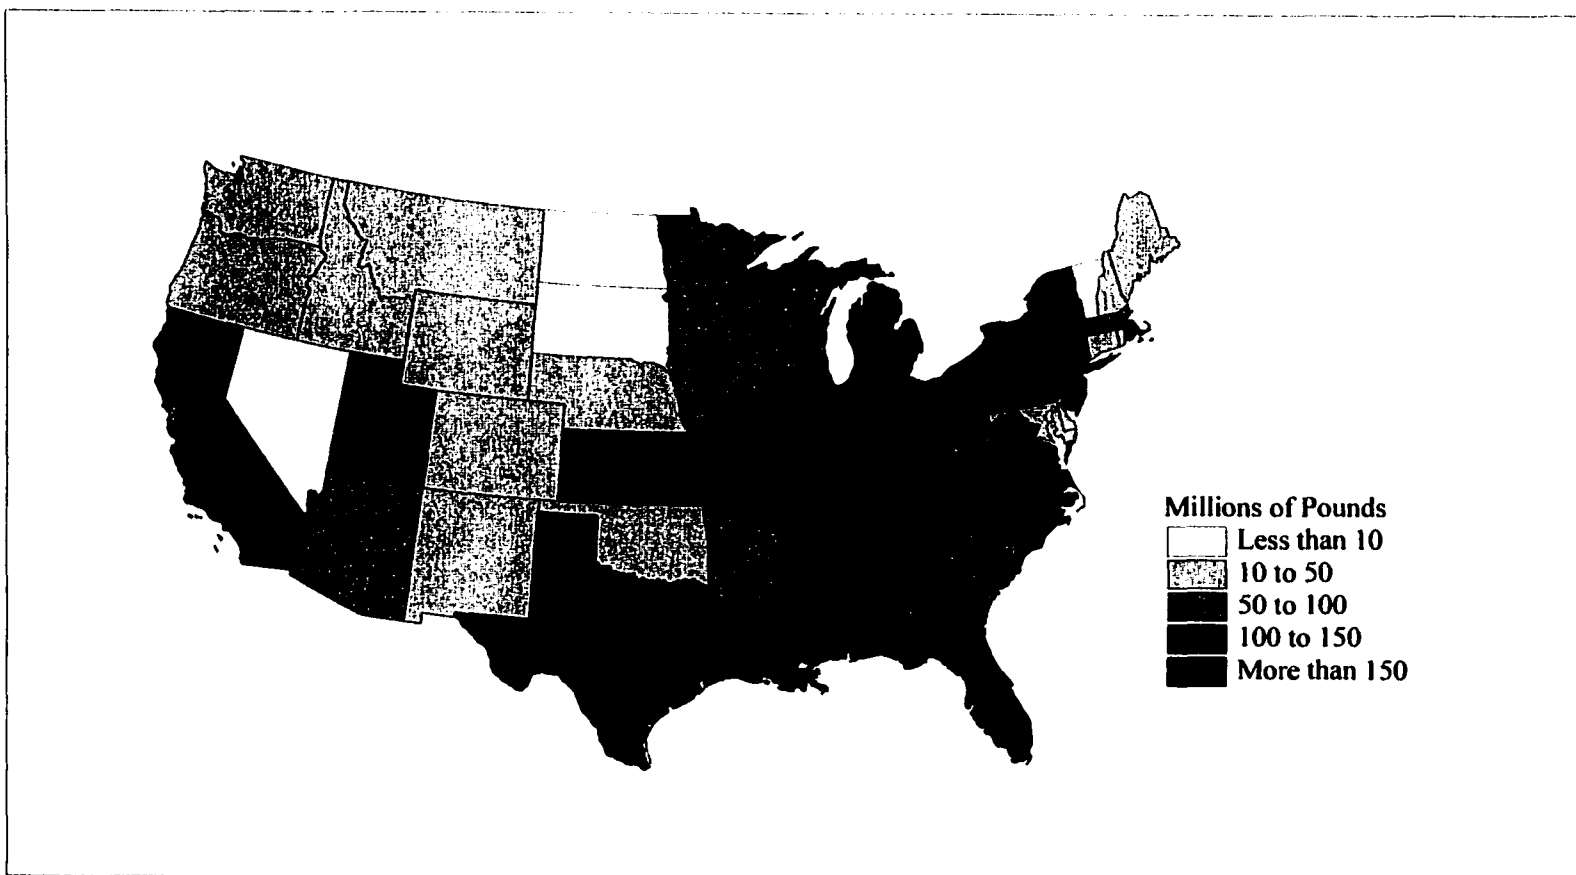 Millions of Pounds
Less than 10
10 to 50
50 to 100
100 to 150
More than 150